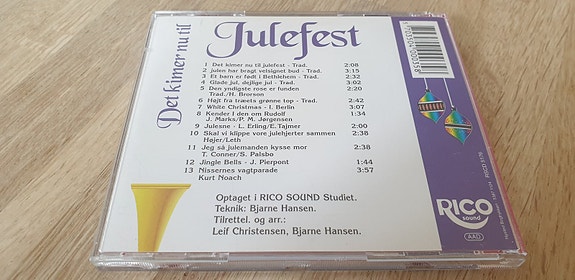 Det kimer nu til
Julefest
1 Det kimer nu til julefest - Trad. 2:08
2 julen har bragt velsignet bud - Trad. 3:15
3 Et barn er født i Bethlehem - Trad. 2:32
4 Glade jul, dejlige jul - Trad. 3:02
5 Den yndigste rose er funden 5:20
Trad./H. Brorson
6 Højt fra træets grønne top - Trad. 2:42
7 White Christmas - I. Berlin 3:07
8 Kender I den om Rudolf 1:34
J. Marks/P. M. Jørgensen
9 Julesne - L. Erling/E. Tajmer 2:00
10 Skal vi klippe vore julehjerter sammen 2:38
Højer/Leth
11 Jeg så julemanden kysse mor 2:38
T. Conner/S. Palsbo
12 Jingle Bells - J. Pierpont 1:44
13 Nissernes vagtparade 3:57
Kurt Noach
Optaget i RICO SOUND Studiet.
Teknik: Bjarne Hansen.
Tilrettel. og arr.:
Leif Christensen, Bjarne Hansen.
RICO
sound
AAD